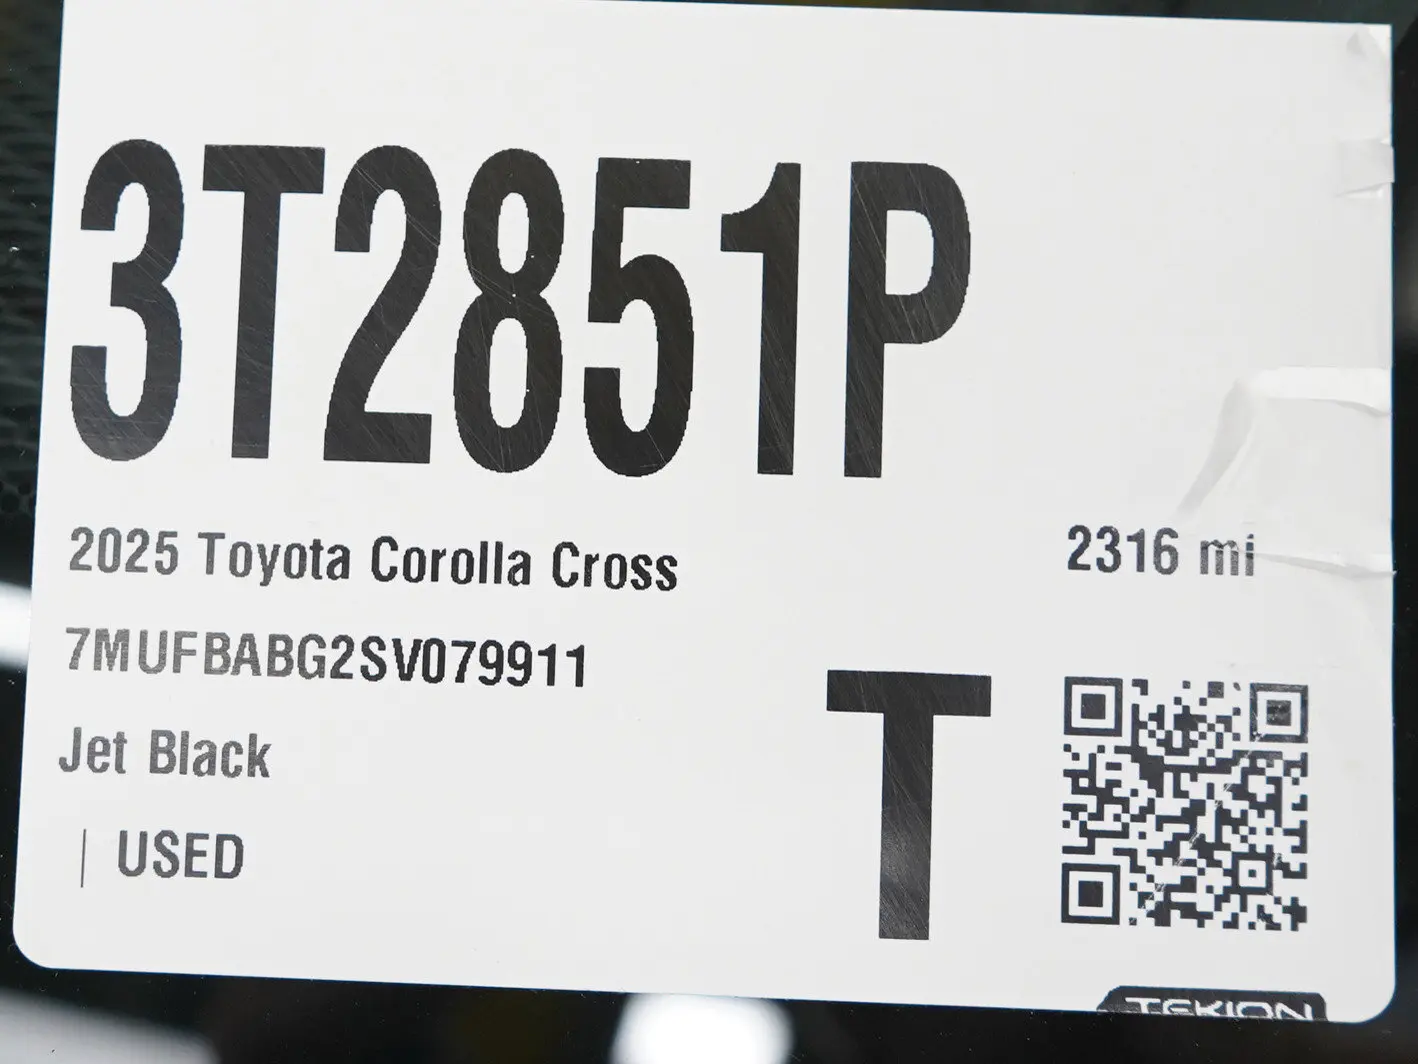 3T2851P
2025 Toyota Corolla Cross
2316 mi
7MUFBABG2SV079911
Jet Black
T
| USED
TEKION